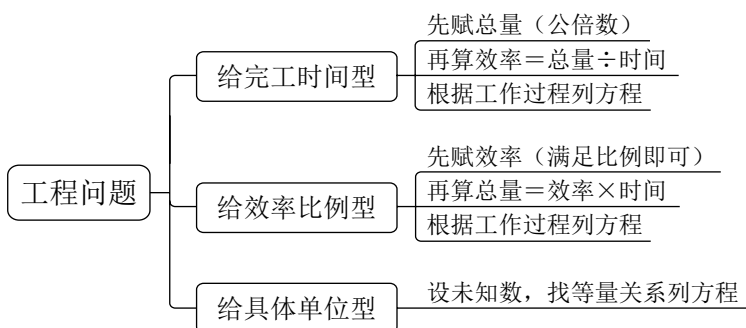 工程问题
给完工时间型
先赋总量（公倍数）
再算效率＝总量÷时间
根据工作过程列方程
给效率比例型
先赋效率（满足比例即可）
再算总量＝效率×时间
根据工作过程列方程
给具体单位型
设未知数，找等量关系列方程